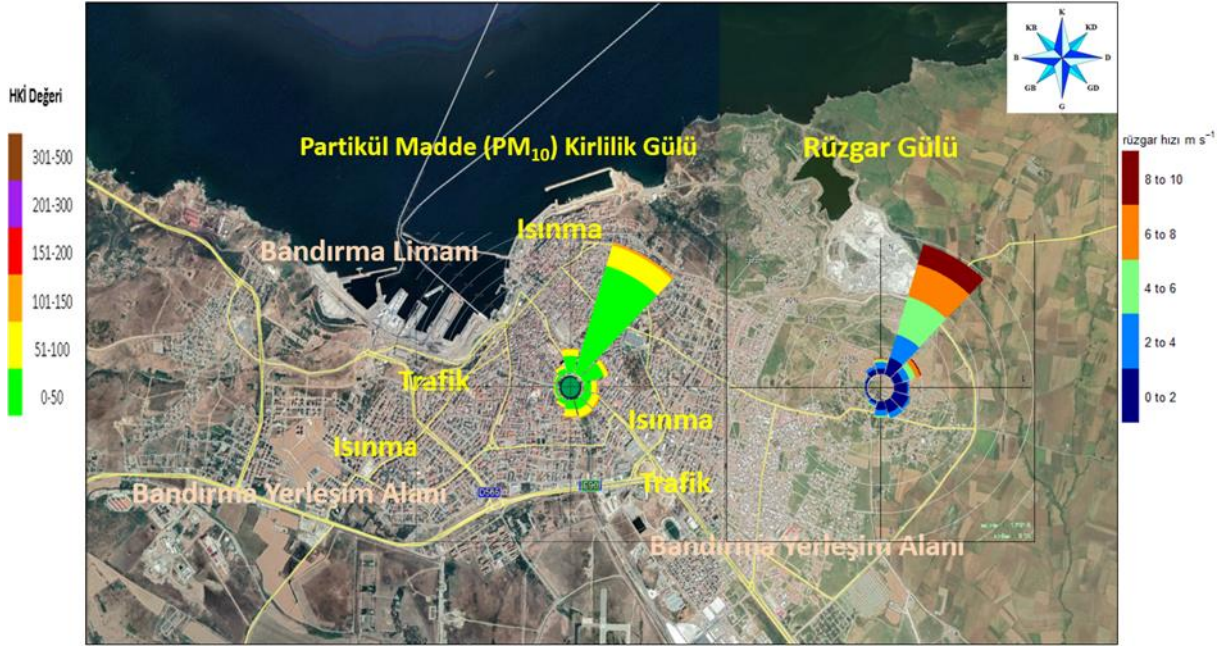 HKİ Değeri
301-500
201-300
151-200
101-150
51-100
0-50
K
KB
KD
B
D
GB
GD
G
Partikül Madde (PM₁₀) Kirlilik Gülü
Rüzgar Gülü
Isınma
Bandırma Limanı
Trafik
Isınma
Isınma
Bandırma Yerleşim Alanı
D565
Trafik
Bandırma Yerleşim Alanı
rüzgar hızı m s⁻¹
8 to 10
6 to 8
4 to 6
2 to 4
0 to 2